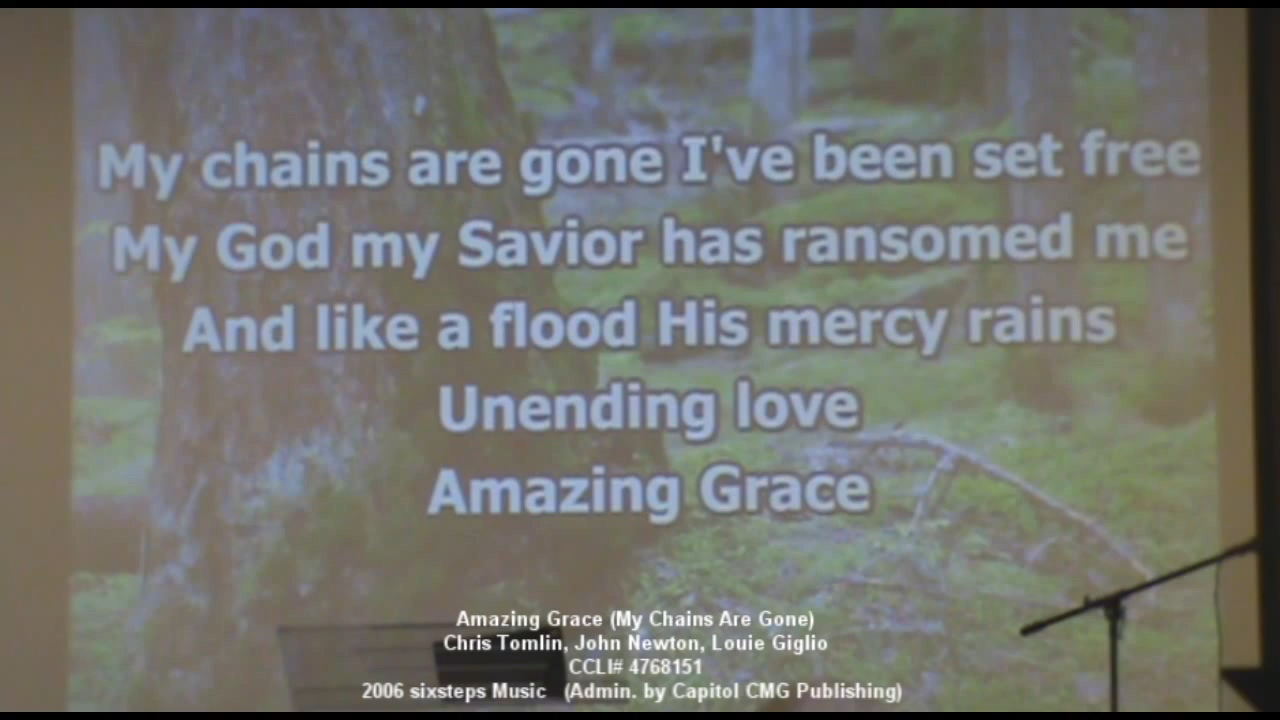 My chains are gone I've been set free
My God my Savior has ransomed me
And like a flood His mercy rains
Unending love
Amazing Grace
Amazing Grace (My Chains Are Gone)
Chris Tomlin, John Newton, Louie Giglio
CCLI# 4768151
2006 sixsteps Music (Admin. by Capitol CMG Publishing)